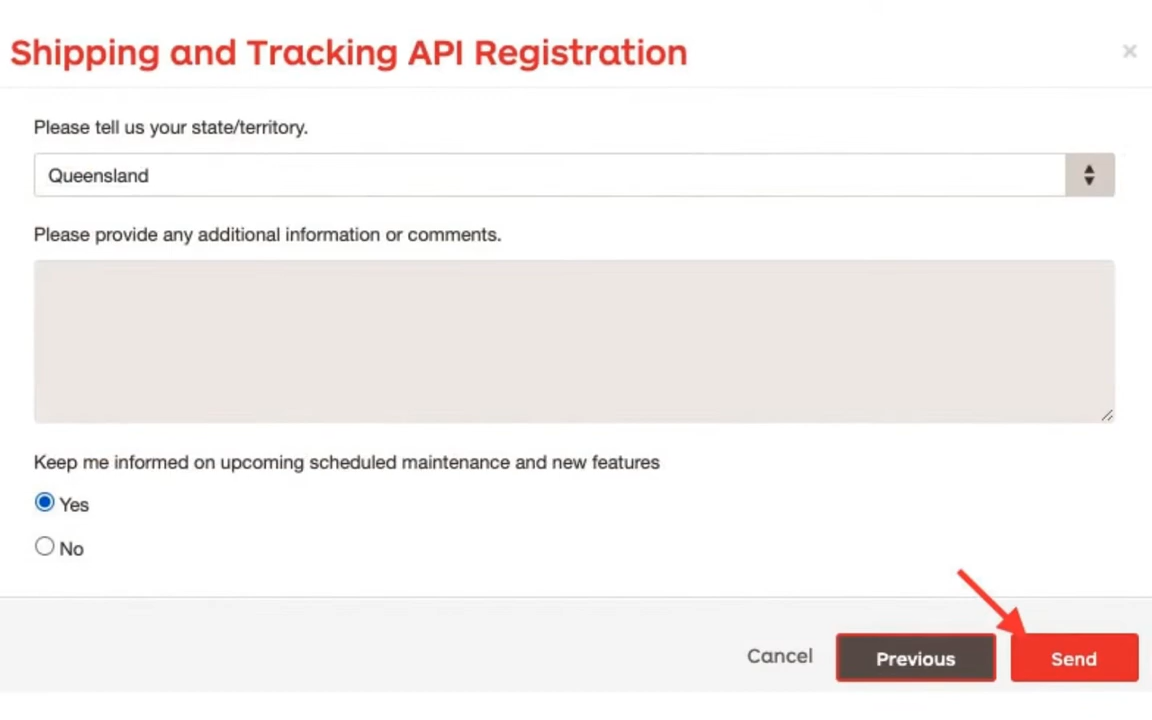 Shipping and Tracking API Registration
×
Please tell us your state/territory.
Queensland
Please provide any additional information or comments.
Keep me informed on upcoming scheduled maintenance and new features
Yes
No
Cancel
Previous
Send